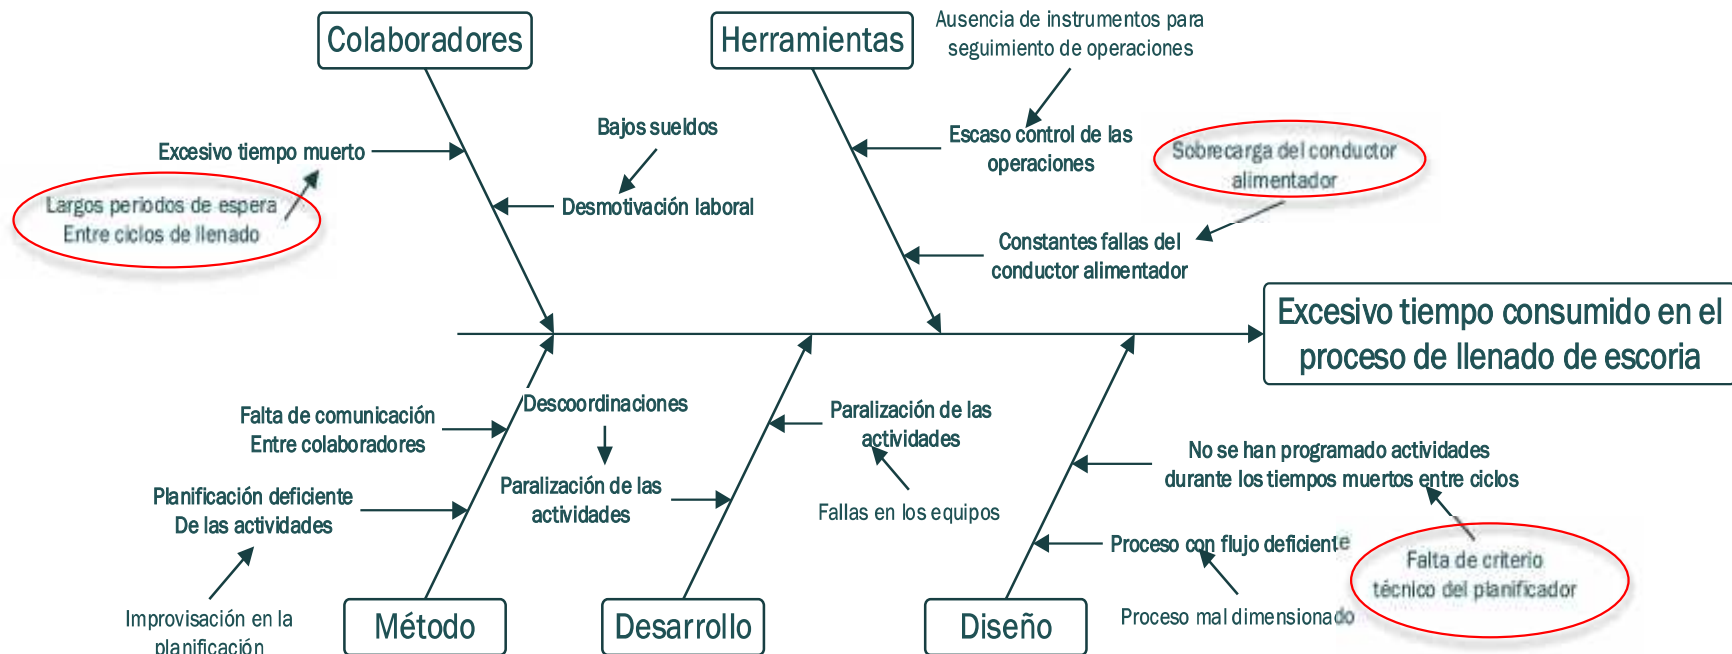 Colaboradores
Herramientas
Ausencia de instrumentos para
seguimiento de operaciones
Bajos sueldos
Excesivo tiempo muerto
Escaso control de las
operaciones
Sobrecarga del conductor
alimentador
Largos periodos de espera
Entre ciclos de llenado
Desmotivación laboral
Constantes fallas del
conductor alimentador
Excesivo tiempo consumido en el
proceso de llenado de escoria
Falta de comunicación
Entre colaboradores
Descoordinaciones
Paralización de las
actividades
No se han programado actividades
durante los tiempos muertos entre ciclos
Planificación deficiente
De las actividades
Paralización de las
actividades
Fallas en los equipos
Proceso con flujo deficiente
Falta de criterio
técnico del planificador
Improvisación en la
planificación
Proceso mal dimensionado
Método
Desarrollo
Diseño